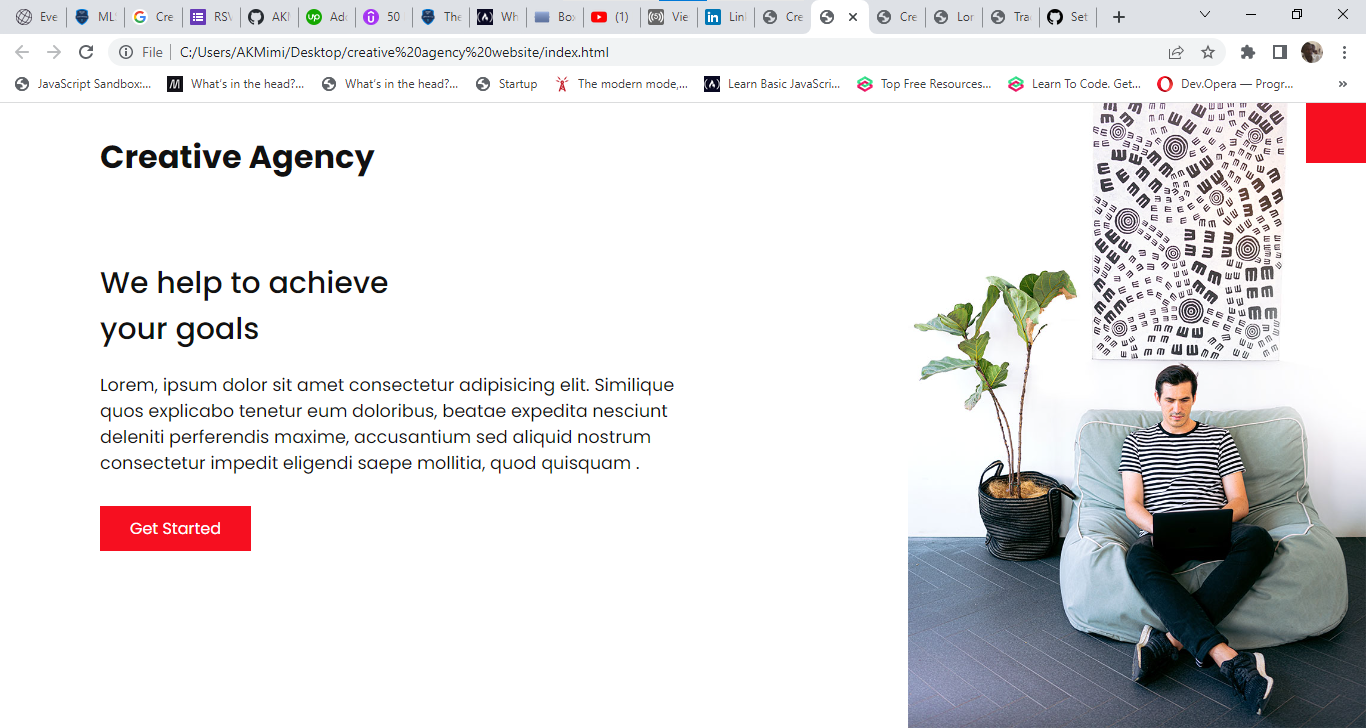 Eve
MLS
Cre
RSV
AKI
Ad
50
The
Wh
Box
(1)
Vie
Lin
Cre
Cre
Lor
Tra
Set
File
C:/Users/AKMimi/Desktop/creative%20agency%20website/index.html
JavaScript Sandbox:...
What's in the head?...
What's in the head?...
Startup
The modern mode,...
Learn Basic JavaScri...
Top Free Resources...
Learn To Code. Get...
Dev.Opera — Progr...
»
Creative Agency
We help to achieve
your goals
Lorem, ipsum dolor sit amet consectetur adipisicing elit. Similique
quos explicabo tenetur eum doloribus, beatae expedita nesciunt
deleniti perferendis maxime, accusantium sed aliquid nostrum
consectetur impedit eligendi saepe mollitia, quod quisquam .
Get Started